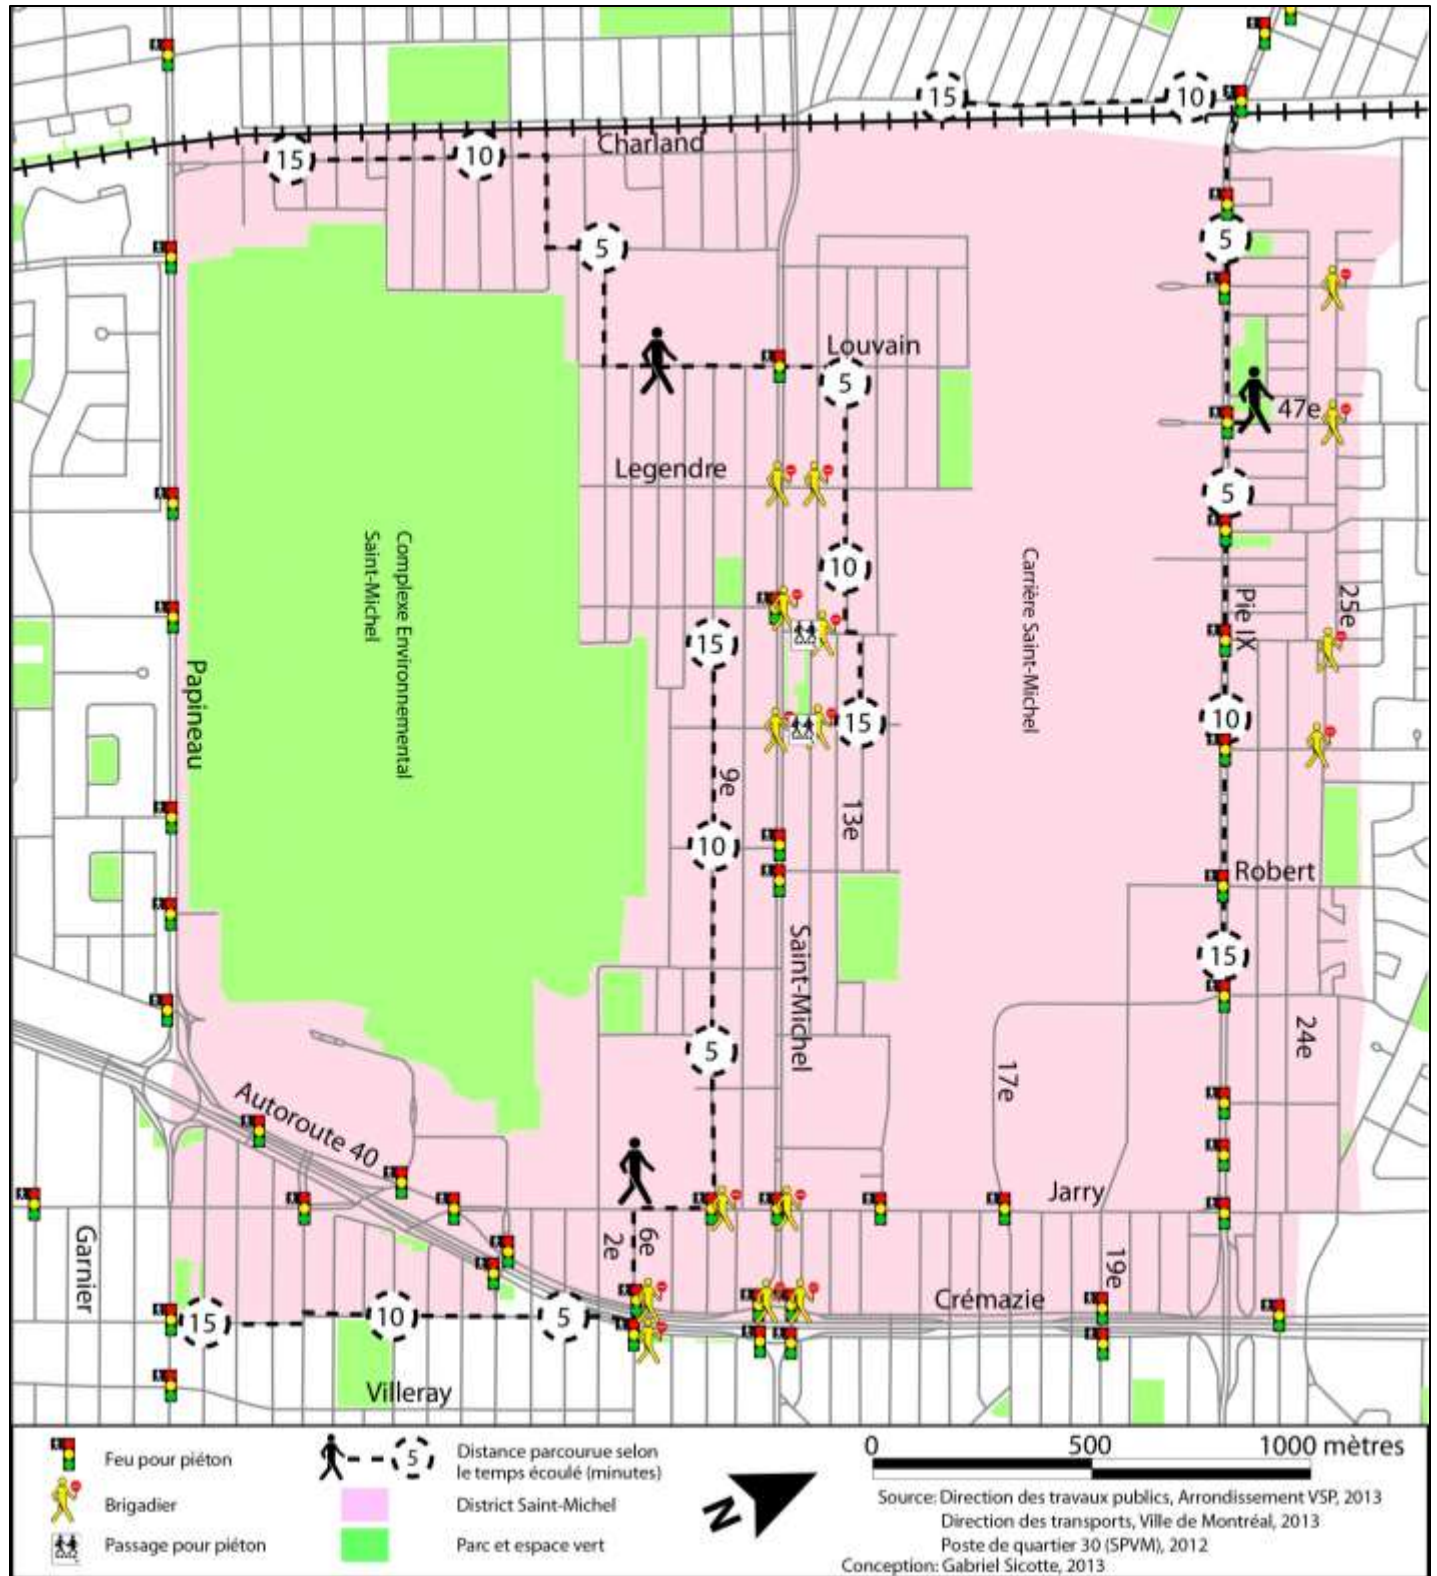 15
10
15
10
Charland
5
5
Louvain
5
47e
Legendre
5
10
Complexe Environnemental
Saint-Michel
Carrière Saint-Michel
Pie IX
25e
15
Papineau
15
10
9e
13e
10
Robert
Saint-Michel
15
5
24e
17e
Autoroute 40
Jarry
Garnier
2e
6e
19e
Crémazie
15
10
5
Villeray
Feu pour piéton
Brigadier
Passage pour piéton
5
Distance parcourue selon
le temps écoulé (minutes)
District Saint-Michel
Parc et espace vert
N
0 500 1000 mètres
Source: Direction des travaux publics, Arrondissement VSP, 2013
Direction des transports, Ville de Montréal, 2013
Poste de quartier 30 (SPVM), 2012
Conception: Gabriel Sicotte, 2013